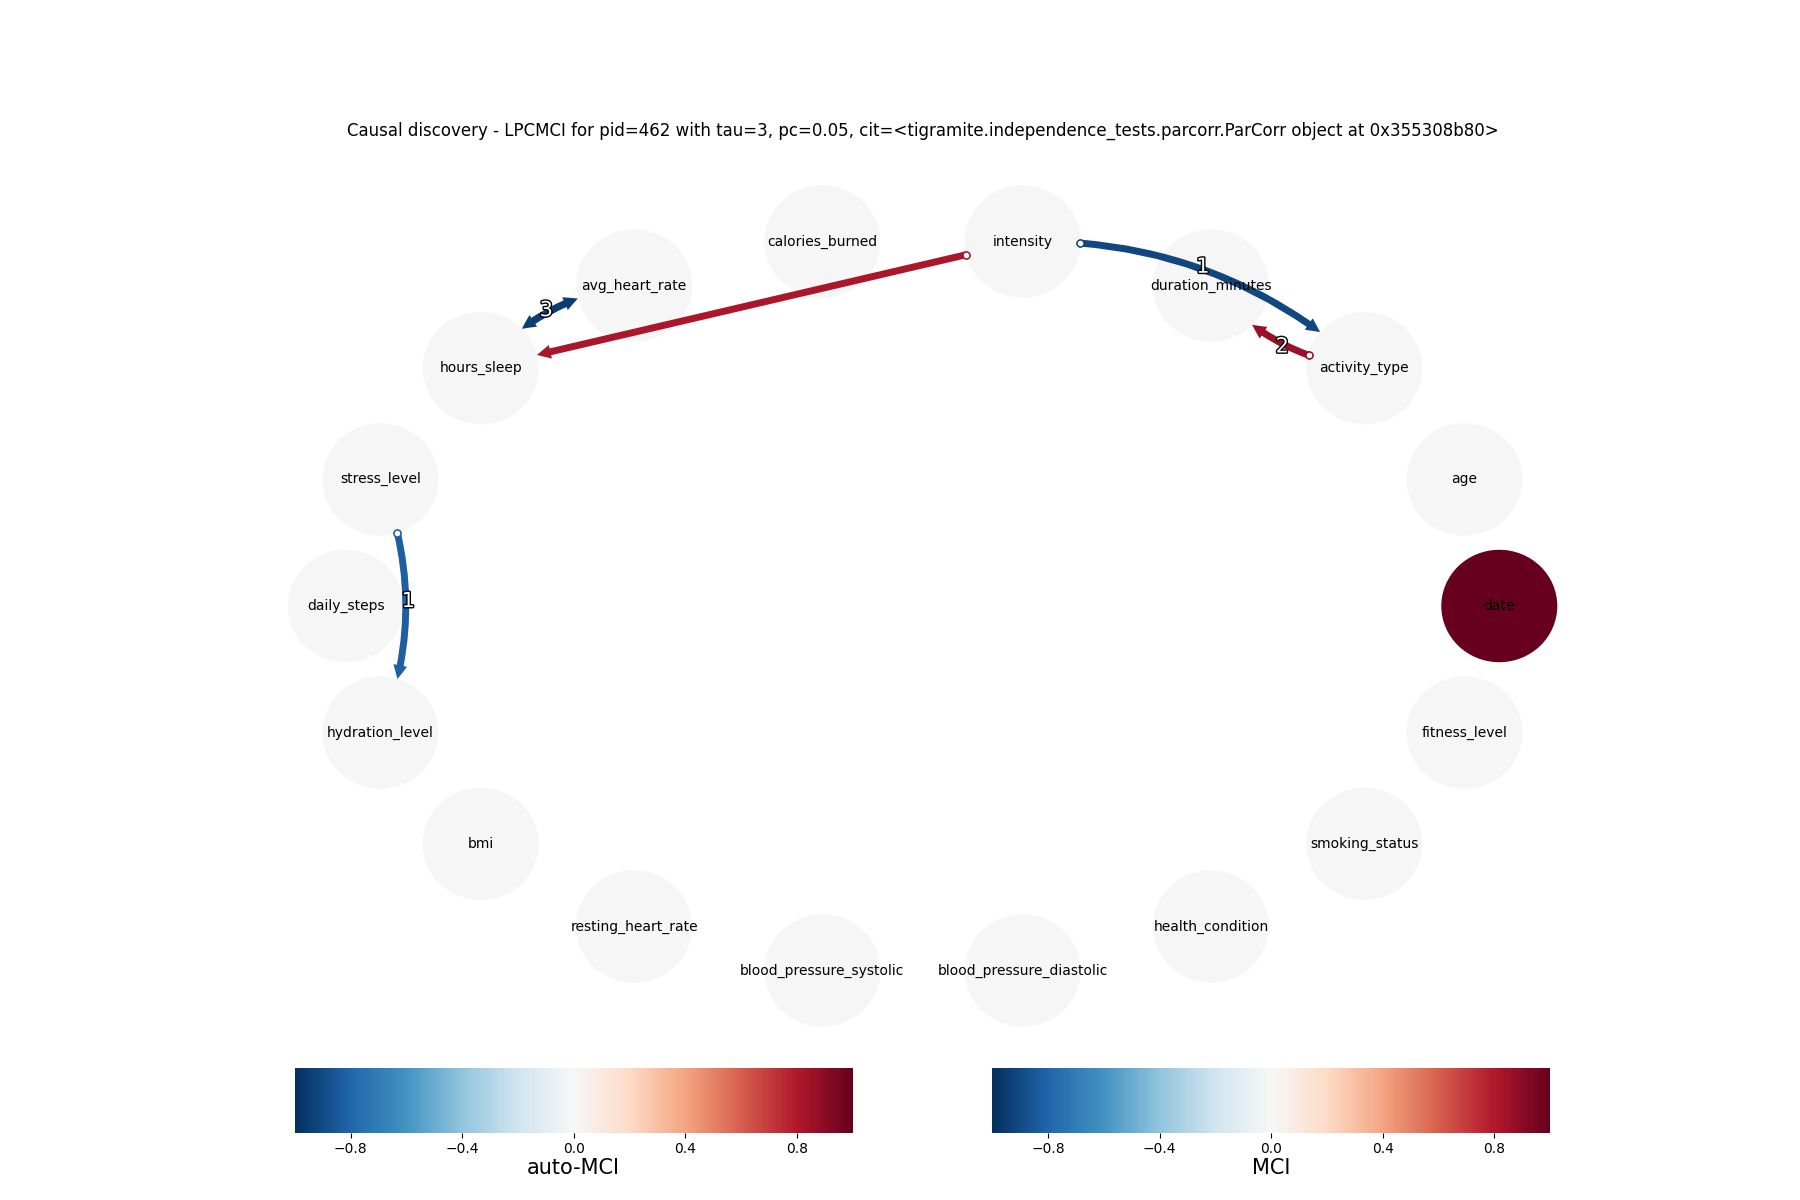 Causal discovery - LPCMCI for pid=462 with tau=3, pc=0.05, cit=<tigramite.independence_tests.parcorr.ParCorr object at 0x355308b80>
calories_burned
intensity
1
avg_heart_rate
duration_minutes
3
2
hours_sleep
activity_type
stress_level
age
1
daily_steps
date
hydration_level
fitness_level
bmi
smoking_status
resting_heart_rate
health_condition
blood_pressure_systolic
blood_pressure_diastolic
−0.8 −0.4 0.0 0.4 0.8
auto-MCI
−0.8 −0.4 0.0 0.4 0.8
MCI